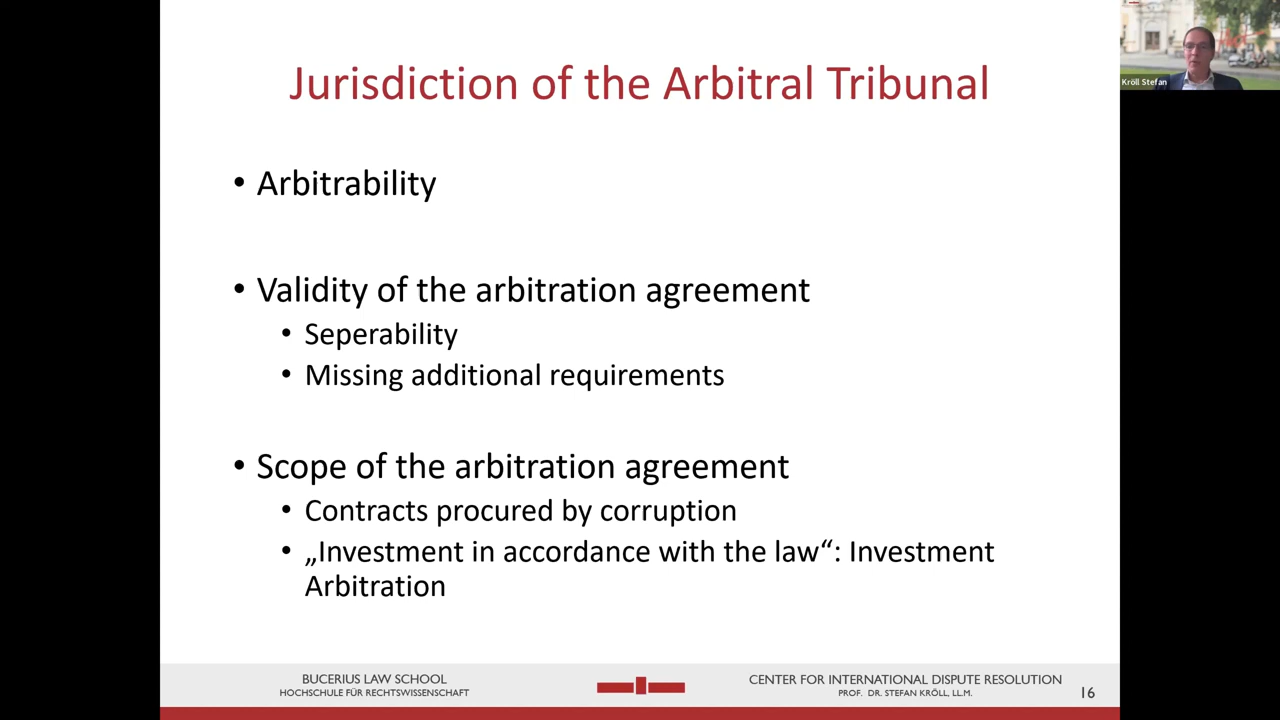 Jurisdiction of the Arbitral Tribunal
Kröll Stefan
• Arbitrability
• Validity of the arbitration agreement
• Seperability
• Missing additional requirements
• Scope of the arbitration agreement
• Contracts procured by corruption
• „Investment in accordance with the law“: Investment
Arbitration
BUCERIUS LAW SCHOOL
HOCHSCHULE FÜR RECHTSWISSENSCHAFT
CENTER FOR INTERNATIONAL DISPUTE RESOLUTION
PROF. DR. STEFAN KRÖLL, LL.M.
16